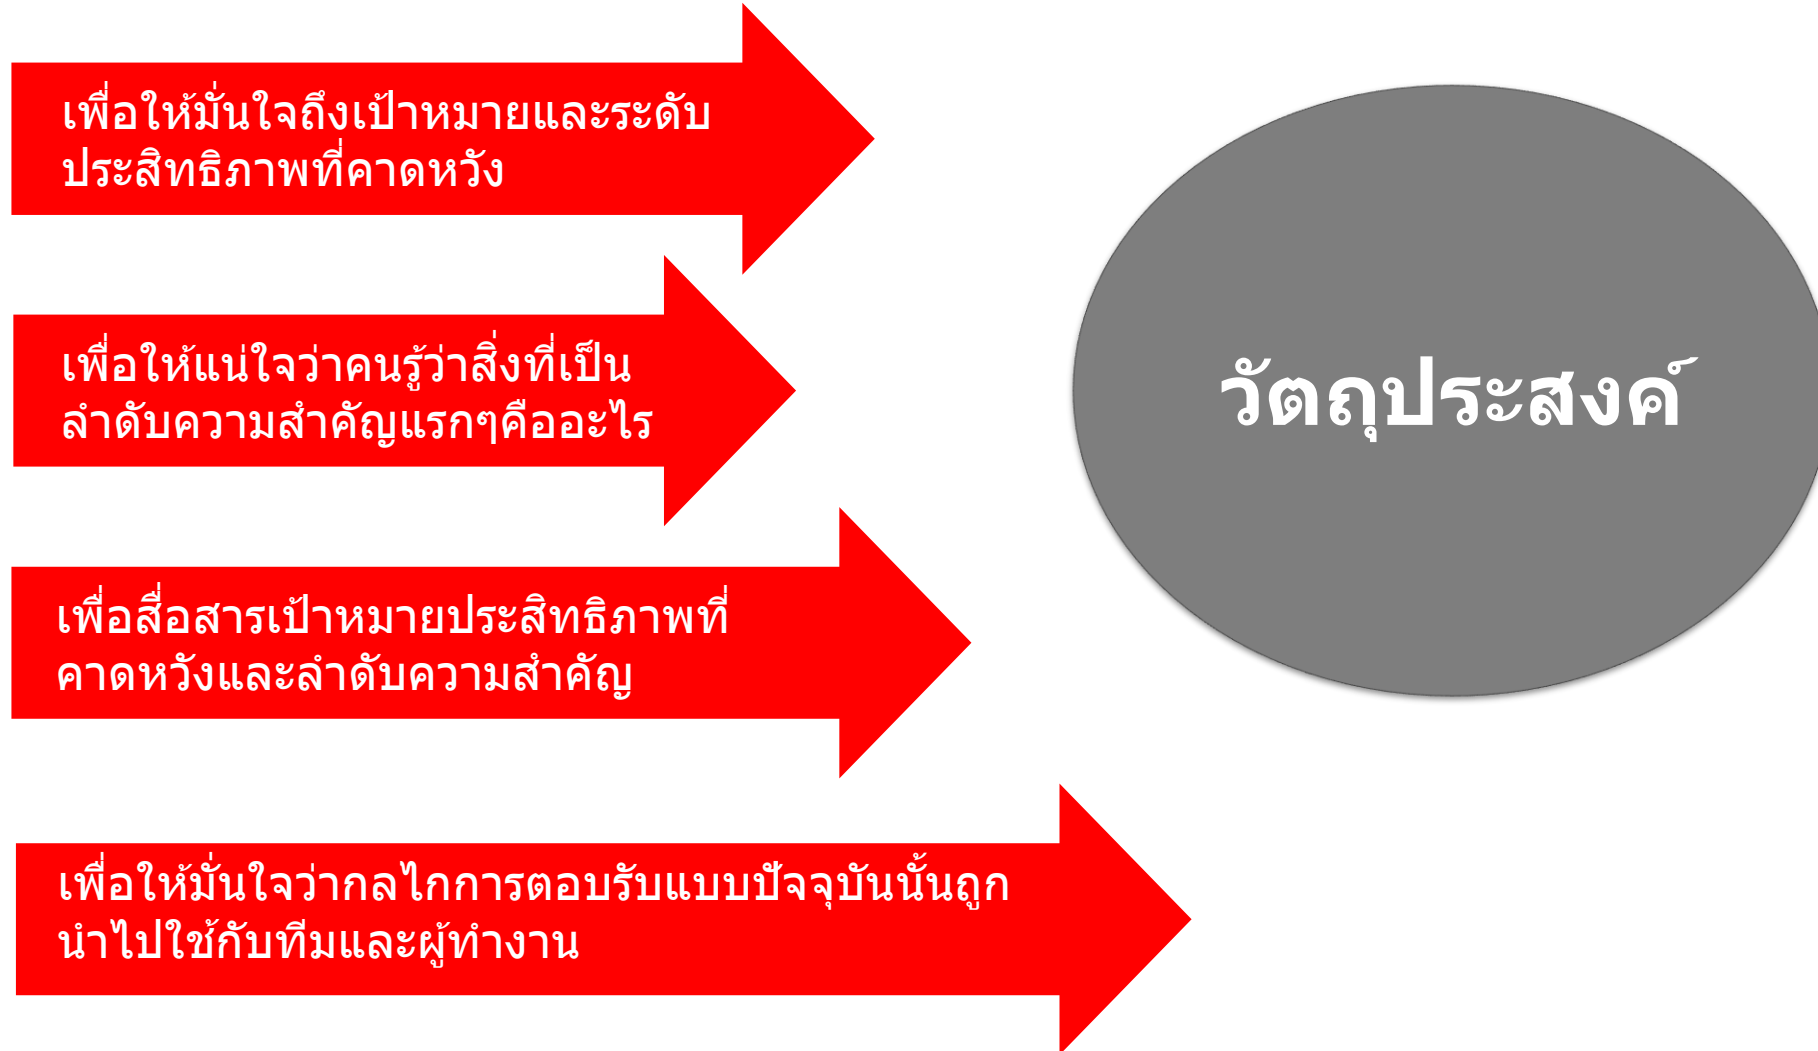 เพื่อให้มั่นใจถึงเป้าหมายและระดับ
ประสิทธิภาพที่คาดหวัง
เพื่อให้แน่ใจว่าคนรู้ว่าสิ่งที่เป็น
ลำดับความสำคัญแรกๆคืออะไร
เพื่อสื่อสารเป้าหมายประสิทธิภาพที่
คาดหวังและลำดับความสำคัญ
เพื่อให้มั่นใจว่ากลไกการตอบรับแบบปัจจุบันนั้นถูก
นำไปใช้กับทีมและผู้ทำงาน
วัตถุประสงค์